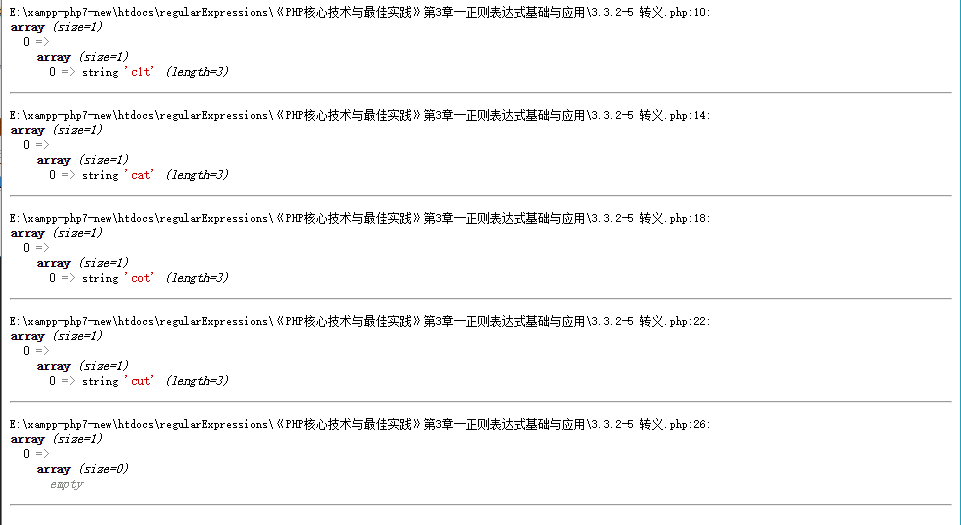 E:\xampp-php7-new\htdocs\regularExpressions\《PHP核心技术与最佳实践》第3章一正则表达式基础与应用\3.3.2-5 转义.php:10:
array (size=1)
0 =>
array (size=1)
0 => string 'clt' (length=3)
E:\xampp-php7-new\htdocs\regularExpressions\《PHP核心技术与最佳实践》第3章一正则表达式基础与应用\3.3.2-5 转义.php:14:
array (size=1)
0 =>
array (size=1)
0 => string 'cat' (length=3)
E:\xampp-php7-new\htdocs\regularExpressions\《PHP核心技术与最佳实践》第3章一正则表达式基础与应用\3.3.2-5 转义.php:18:
array (size=1)
0 =>
array (size=1)
0 => string 'cot' (length=3)
E:\xampp-php7-new\htdocs\regularExpressions\《PHP核心技术与最佳实践》第3章一正则表达式基础与应用\3.3.2-5 转义.php:22:
array (size=1)
0 =>
array (size=1)
0 => string 'cut' (length=3)
E:\xampp-php7-new\htdocs\regularExpressions\《PHP核心技术与最佳实践》第3章一正则表达式基础与应用\3.3.2-5 转义.php:26:
array (size=1)
0 =>
array (size=0)
empty